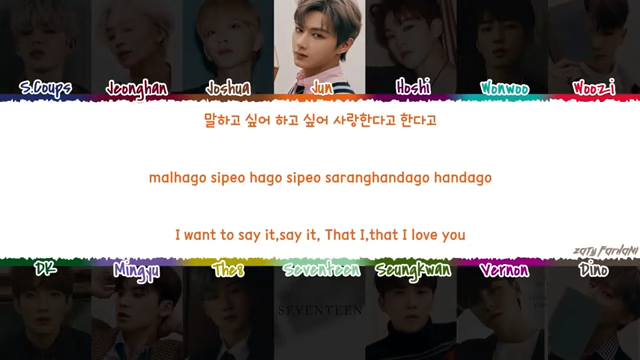 S.Coups Jeonghan Joshua Jun Hoshi Wonwoo Woozi
말하고 싶어 하고 싶어 사랑한다고 한다고
malhago sipeo hago sipeo saranghandago handago
I want to say it,say it, That I,that I love you
ZATY FARHANI
DK Mingyu The8 Seventeen Seungkwan Vernon Dino
SEVENTEEN